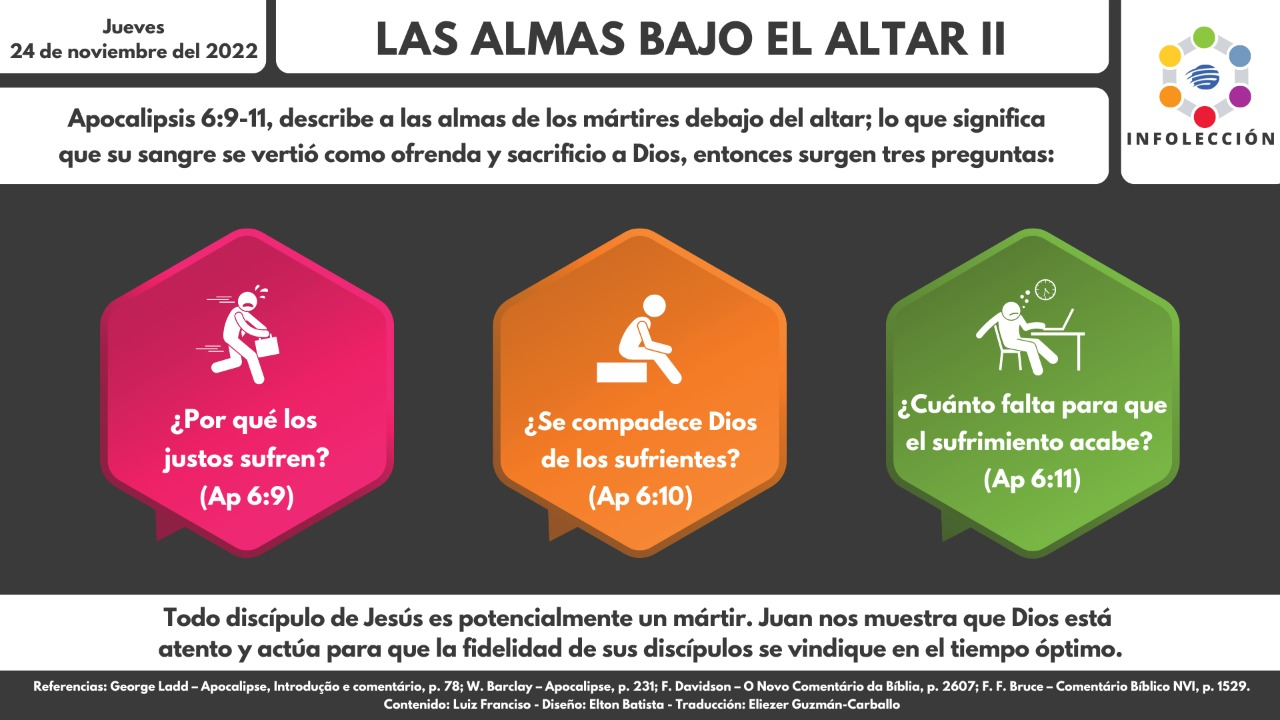 Jueves
24 de noviembre del 2022
LAS ALMAS BAJO EL ALTAR II
INFOLECCIÓN
Apocalipsis 6:9-11, describe a las almas de los mártires debajo del altar; lo que significa
que su sangre se vertió como ofrenda y sacrificio a Dios, entonces surgen tres preguntas:
¿Por qué los
justos sufren?
(Ap 6:9)
¿Se compadece Dios
de los sufrientes?
(Ap 6:10)
¿Cuánto falta para que
el sufrimiento acabe?
(Ap 6:11)
Todo discípulo de Jesús es potencialmente un mártir. Juan nos muestra que Dios está
atento y actúa para que la fidelidad de sus discípulos se vindique en el tiempo óptimo.
Referencias: George Ladd – Apocalipse, Introdução e comentário, p. 78; W. Barclay – Apocalipse, p. 231; F. Davidson – O Novo Comentário da Bíblia, p. 2607; F. F. Bruce – Comentário Bíblico NVI, p. 1529.
Contenido: Luiz Franciso - Diseño: Elton Batista - Traducción: Eliezer Guzmán-Carballo